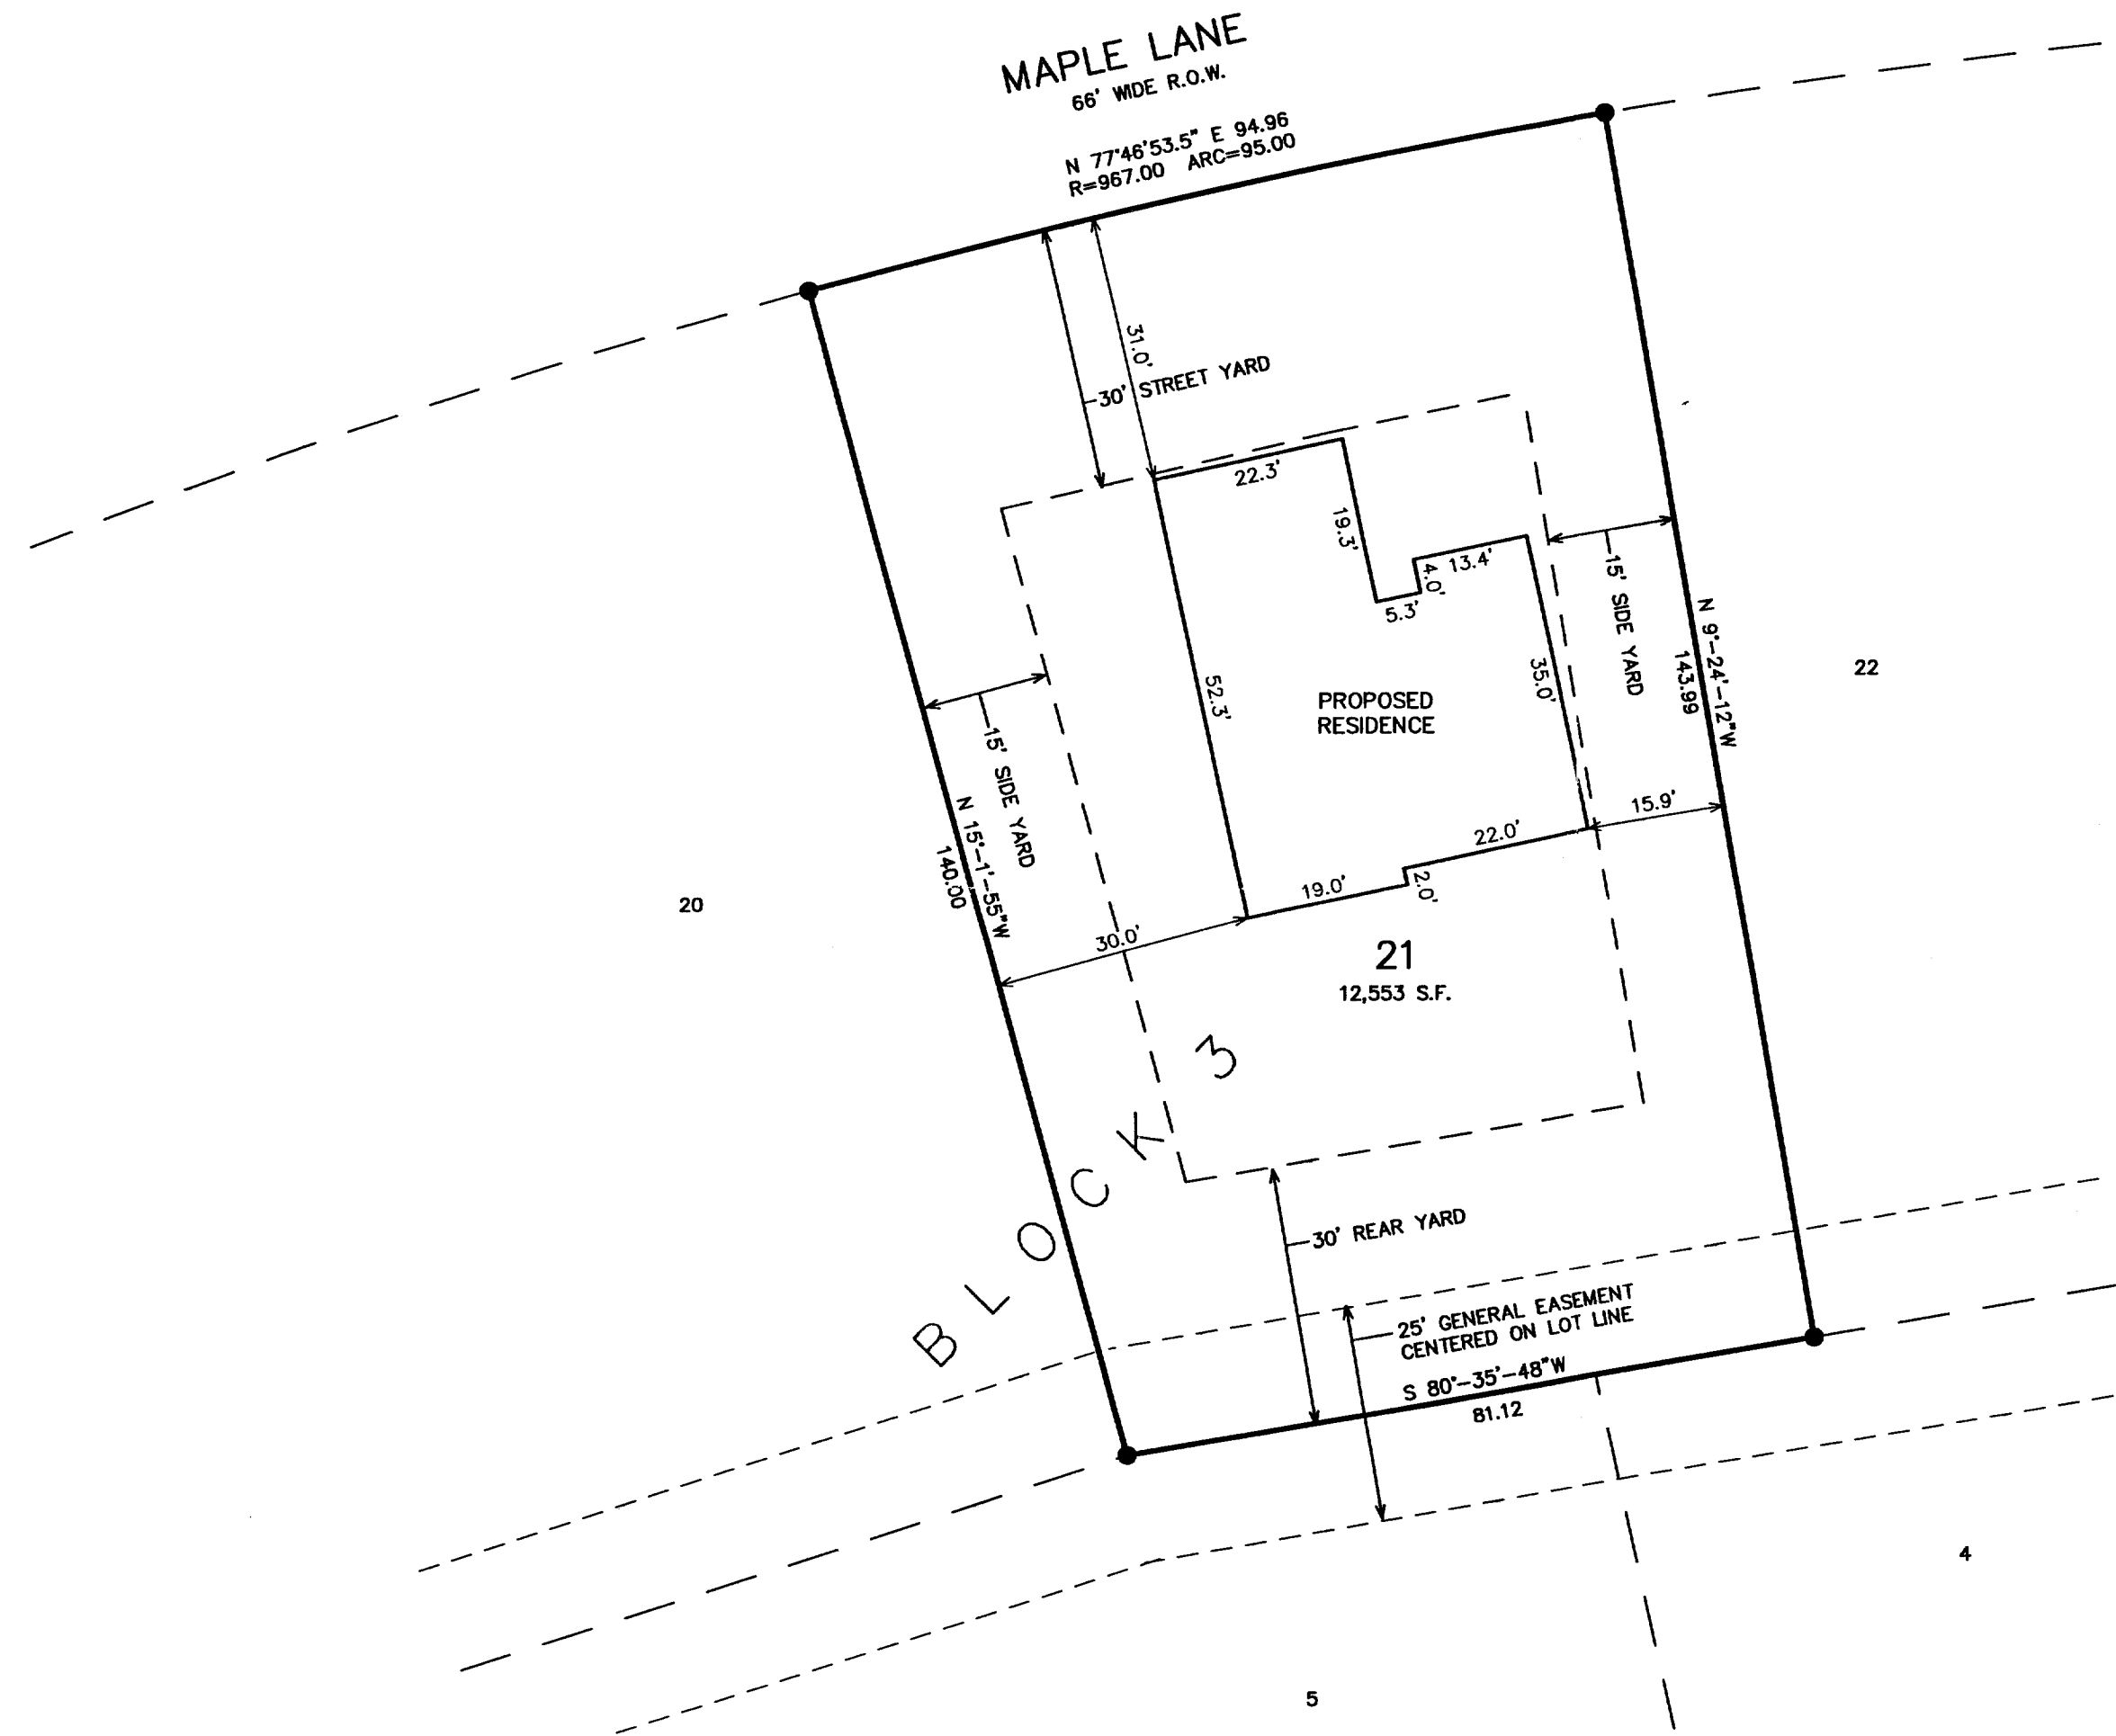 MAPLE LANE
66' WIDE R.O.W.
N 77°46'53.5" E 94.96
R=967.00 ARC=95.00
31.0'
30' STREET YARD
22.3'
19.3'
13.4'
4.0'
5.3'
15' SIDE YARD
N 9°-24'-12"W
143.99
22
35.0'
52.3'
PROPOSED
RESIDENCE
15' SIDE YARD
N 15°-1'-55"W
140.00
20
15.9'
22.0'
2.0'
19.0'
30.0'
21
12,553 S.F.
BLOCK 3
30' REAR YARD
25' GENERAL EASEMENT
CENTERED ON LOT LINE
S 80°-35'-48"W
81.12
4
5